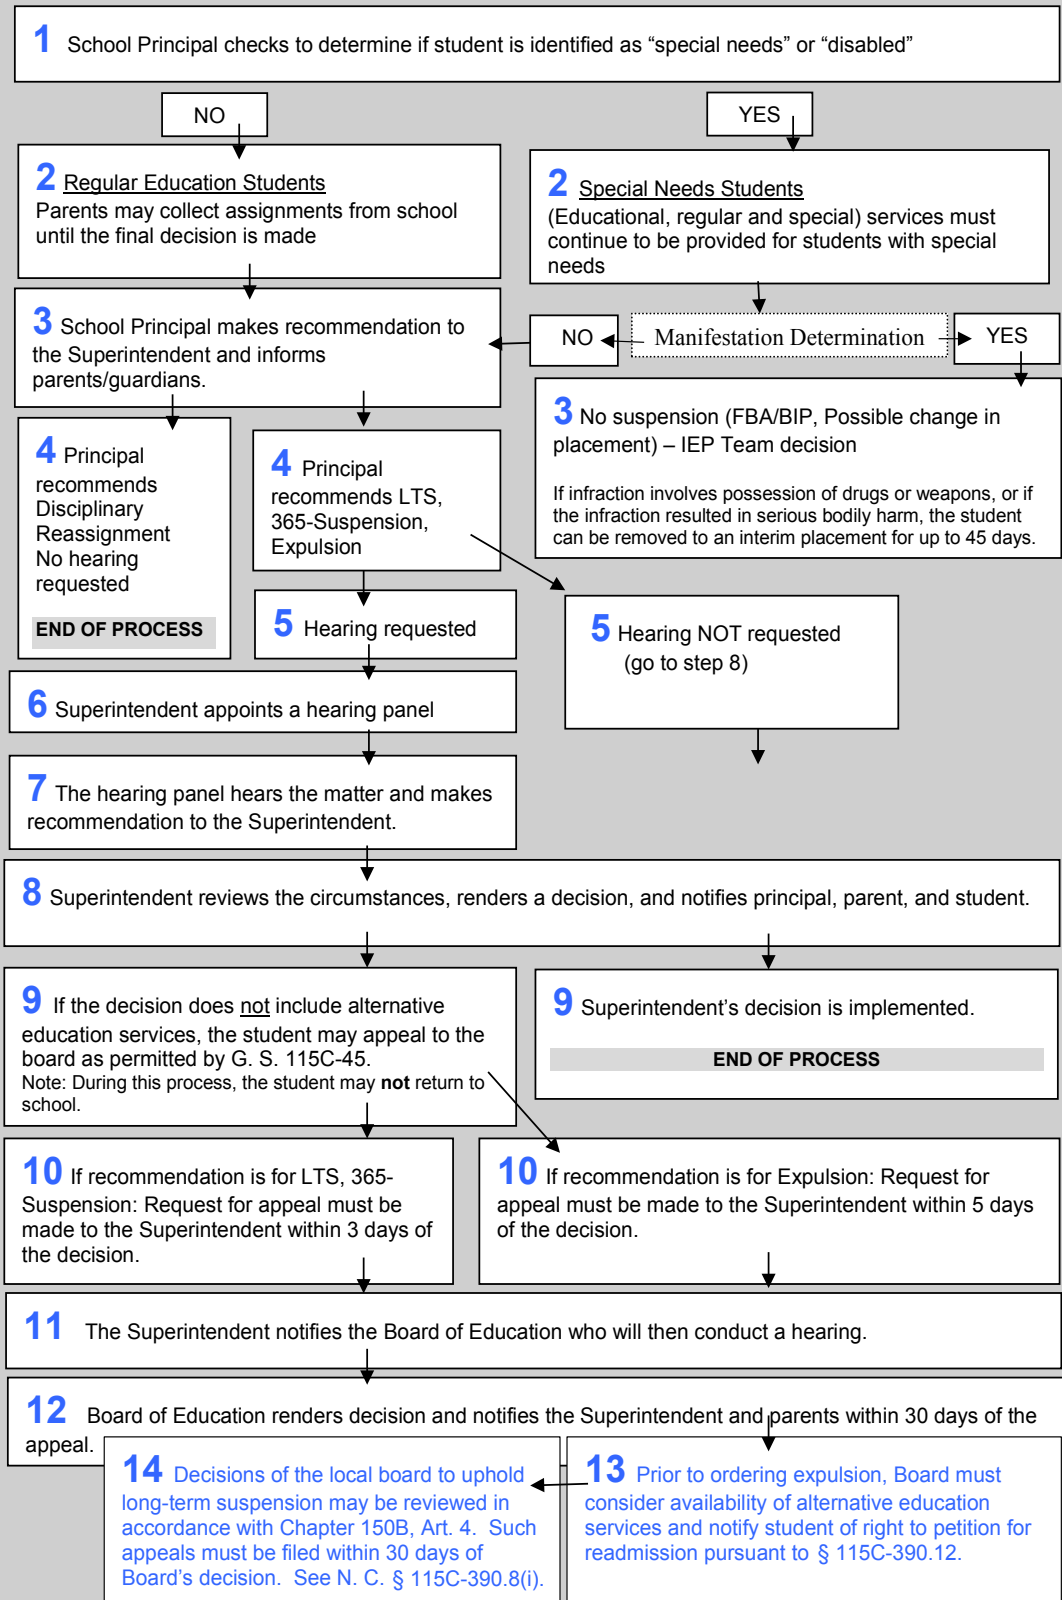 1 School Principal checks to determine if student is identified as “special needs” or “disabled”
NO
YES
2 Regular Education Students
Parents may collect assignments from school
until the final decision is made
2 Special Needs Students
(Educational, regular and special) services must
continue to be provided for students with special
needs
3 School Principal makes recommendation to
the Superintendent and informs
parents/guardians.
NO
Manifestation Determination
YES
3 No suspension (FBA/BIP, Possible change in
placement) – IEP Team decision
If infraction involves possession of drugs or weapons, or if
the infraction resulted in serious bodily harm, the student
can be removed to an interim placement for up to 45 days.
4 Principal
recommends
Disciplinary
Reassignment
No hearing
requested
END OF PROCESS
4 Principal
recommends LTS,
365-Suspension,
Expulsion
5 Hearing requested
5 Hearing NOT requested
(go to step 8)
6 Superintendent appoints a hearing panel
7 The hearing panel hears the matter and makes
recommendation to the Superintendent.
8 Superintendent reviews the circumstances, renders a decision, and notifies principal, parent, and student.
9 If the decision does not include alternative
education services, the student may appeal to the
board as permitted by G. S. 115C-45.
Note: During this process, the student may not return to
school.
9 Superintendent’s decision is implemented.
END OF PROCESS
10 If recommendation is for LTS, 365-
Suspension: Request for appeal must be
made to the Superintendent within 3 days of
the decision.
10 If recommendation is for Expulsion: Request for
appeal must be made to the Superintendent within 5 days
of the decision.
11 The Superintendent notifies the Board of Education who will then conduct a hearing.
12 Board of Education renders decision and notifies the Superintendent and parents within 30 days of the
appeal.
14 Decisions of the local board to uphold
long-term suspension may be reviewed in
accordance with Chapter 150B, Art. 4. Such
appeals must be filed within 30 days of
Board’s decision. See N. C. § 115C-390.8(i).
13 Prior to ordering expulsion, Board must
consider availability of alternative education
services and notify student of right to petition for
readmission pursuant to § 115C-390.12.